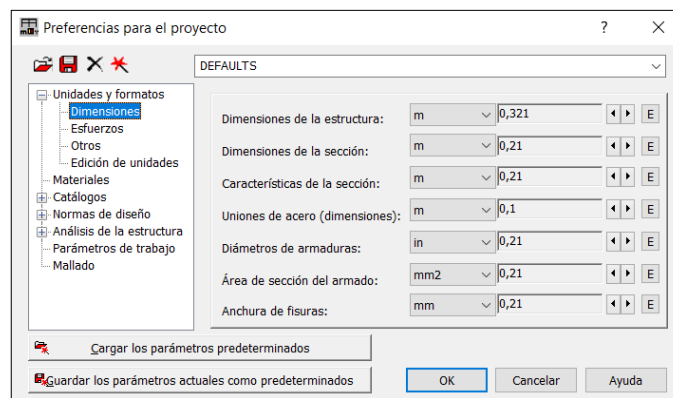 Preferencias para el proyecto ? ×
DEFAULTS
Unidades y formatos
Dimensiones
Esfuerzos
Otros
Edición de unidades
Materiales
Catálogos
Normas de diseño
Análisis de la estructura
Parámetros de trabajo
Mallado
Dimensiones de la estructura: m 0,321 E
Dimensiones de la sección: m 0,21 E
Características de la sección: m 0,21 E
Uniones de acero (dimensiones): m 0,1 E
Diámetros de armaduras: in 0,21 E
Área de sección del armado: mm2 0,21 E
Anchura de fisuras: mm 0,21 E
Cargar los parámetros predeterminados
Guardar los parámetros actuales como predeterminados
OK Cancelar Ayuda